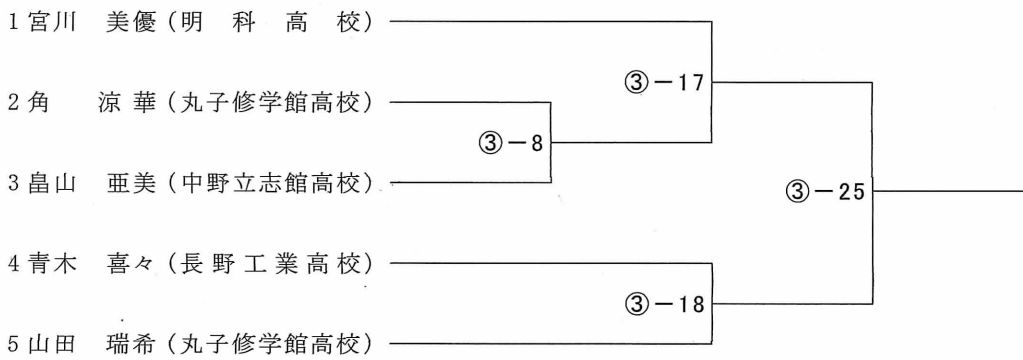 1 宮川　美優 (明　科　高　校)
③－17
2 角　　涼 華 (丸子修学館高校)
③－8
3 畠山　亜美 (中野立志館高校)
③－25
4 青木　喜々 (長 野 工 業 高 校)
③－18
5 山田　瑞希 (丸子修学館高校)